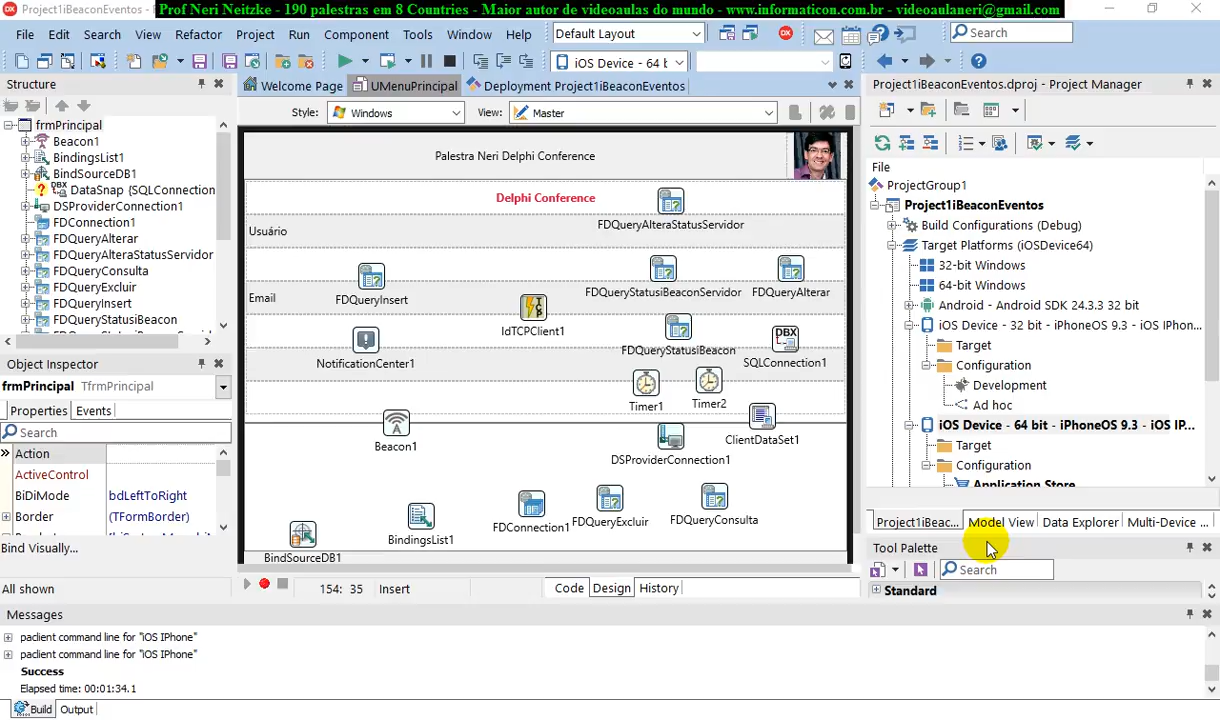 Project1iBeaconEventos - P
Prof Neri Neitzke - 190 palestras em 8 Countries - Maior autor de videoaulas do mundo - www.informaticon.com.br - videoaulaneri@gmail.com
File Edit Search View Refactor Project Run Component Tools Window Help
Default Layout
Search
iOS Device - 64 b
Structure
frmPrincipal
Beacon1
BindingsList1
BindSourceDB1
DataSnap (SQLConnection
DSProviderConnection1
FDConnection1
FDQueryAlterar
FDQueryAlteraStatusServidor
FDQueryConsulta
FDQueryExcluir
FDQueryInsert
FDQueryStatusiBeacon
Object Inspector
frmPrincipal TfrmPrincipal
Properties Events
Search
Action
ActiveControl
BiDiMode bdLeftToRight
Border (TFormBorder)
Bind Visually...
All shown
Welcome Page UMenuPrincipal Deployment Project1iBeaconEventos
Style: Windows View: Master
Palestra Neri Delphi Conference
Delphi Conference
FDQueryAlteraStatusServidor
Usuário
FDQueryStatusiBeaconServidor FDQueryAlterar
Email
FDQueryInsert
IdTCPClient1
FDQueryStatusiBeacon
NotificationCenter1
SQLConnection1
Timer1 Timer2
Beacon1
ClientDataSet1
DSProviderConnection1
FDConnection1 FDQueryExcluir FDQueryConsulta
BindingsList1
BindSourceDB1
154: 35 Insert Code Design History
Project1iBeaconEventos.dproj - Project Manager
File
ProjectGroup1
Project1iBeaconEventos
Build Configurations (Debug)
Target Platforms (iOSDevice64)
32-bit Windows
64-bit Windows
Android - Android SDK 24.3.3 32 bit
iOS Device - 32 bit - iPhoneOS 9.3 - iOS IPhon...
Target
Configuration
Development
Ad hoc
iOS Device - 64 bit - iPhoneOS 9.3 - iOS IP...
Target
Configuration
Application Store
Project1iBeac... Model View Data Explorer Multi-Device ...
Tool Palette
Search
Standard
Messages
paclient command line for "iOS IPhone"
paclient command line for "iOS IPhone"
Success
Elapsed time: 00:01:34.1
Build Output